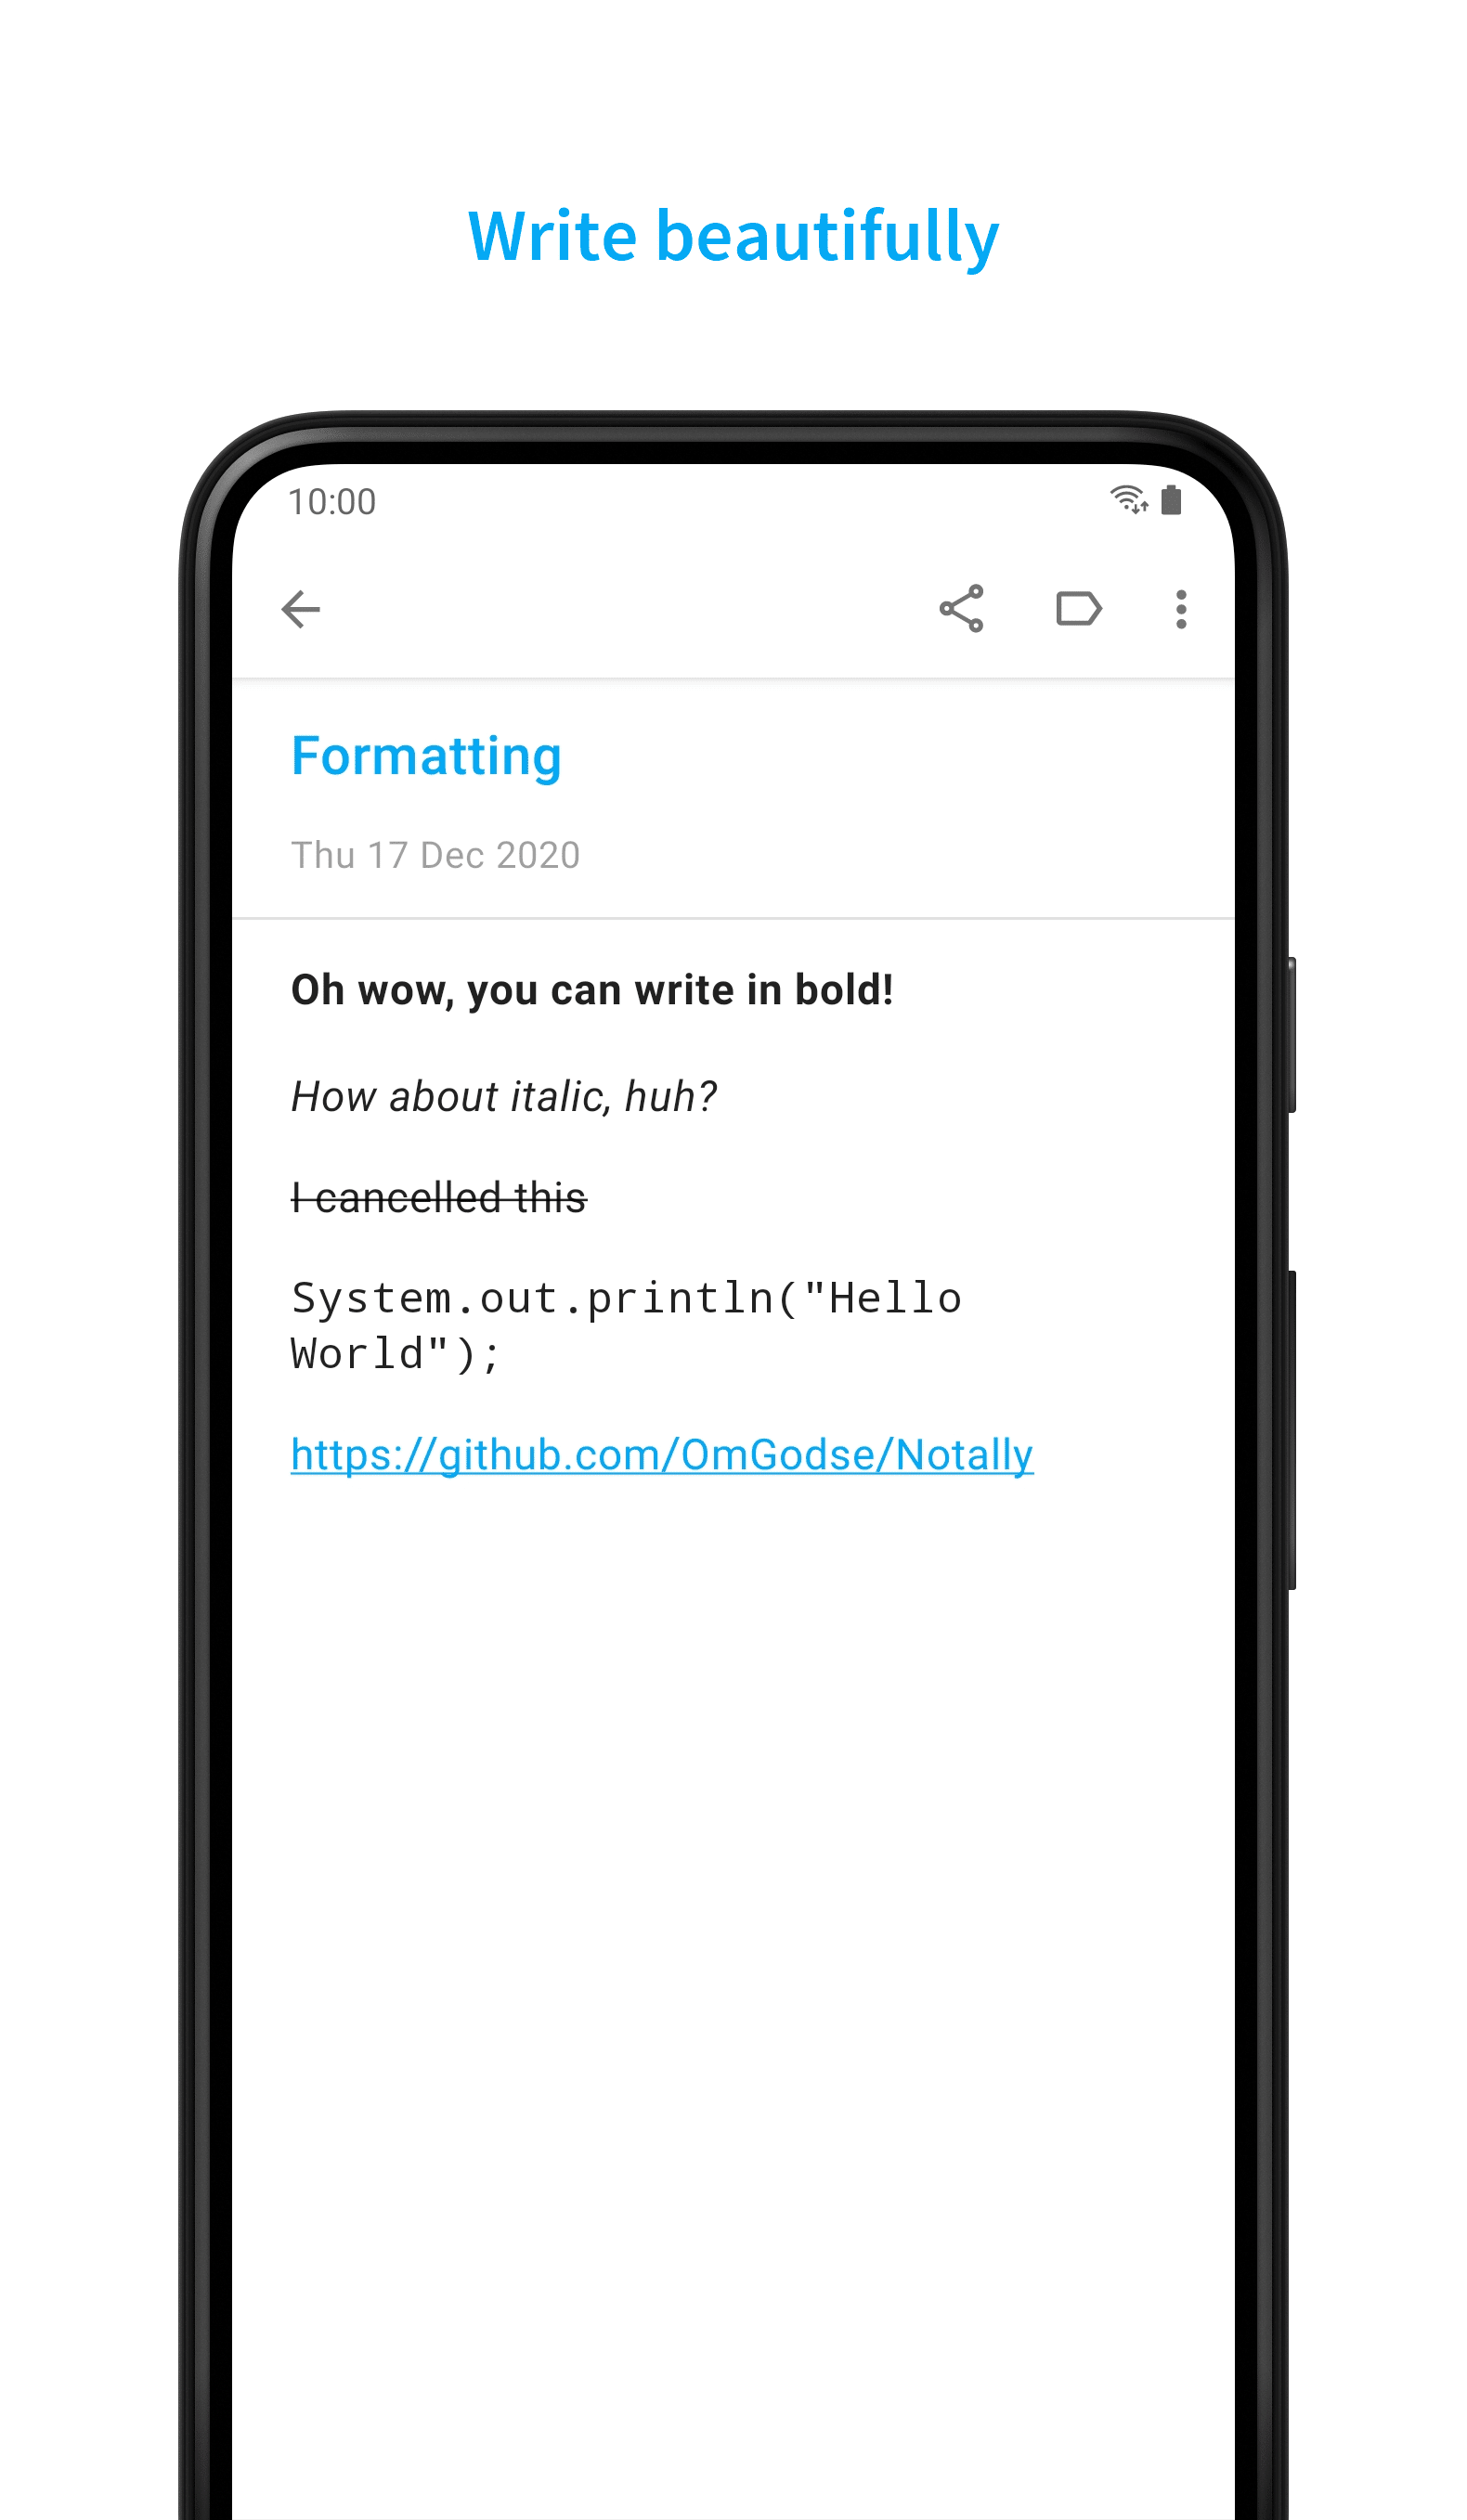 Write beautifully
10:00
Formatting
Thu 17 Dec 2020
Oh wow, you can write in bold!
How about italic, huh?
I cancelled this
System.out.println("Hello
World");
https://github.com/OmGodse/Notally